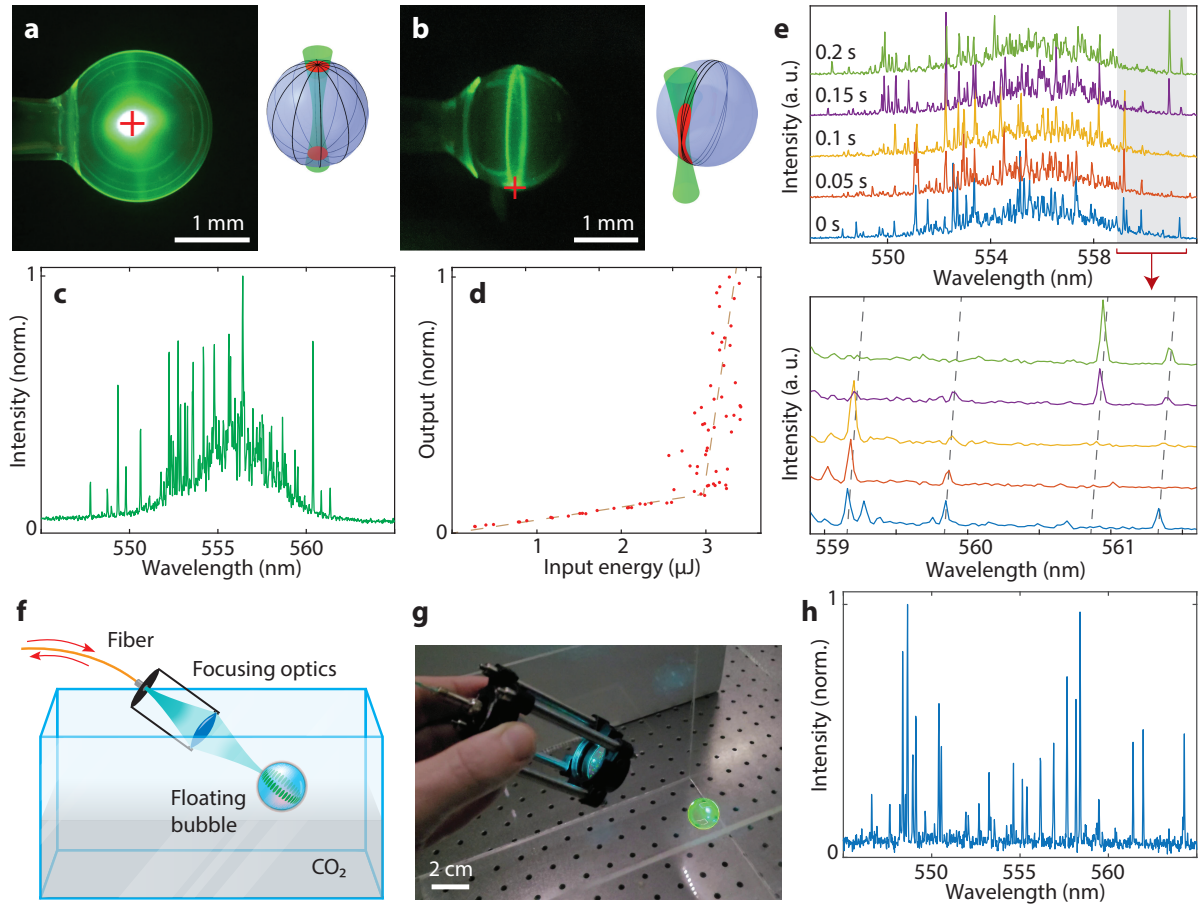 a
1 mm
b
1 mm
e
0.2 s
0.15 s
0.1 s
0.05 s
0 s
Intensity (a. u.)
550
554
558
Wavelength (nm)
c
1
0
Intensity (norm.)
550
555
560
Wavelength (nm)
d
1
0
Output (norm.)
1
2
3
Input energy (µJ)
Intensity (a. u.)
559
560
561
Wavelength (nm)
f
Fiber
Focusing optics
Floating
bubble
CO₂
g
2 cm
h
1
0
Intensity (norm.)
550
555
560
Wavelength (nm)